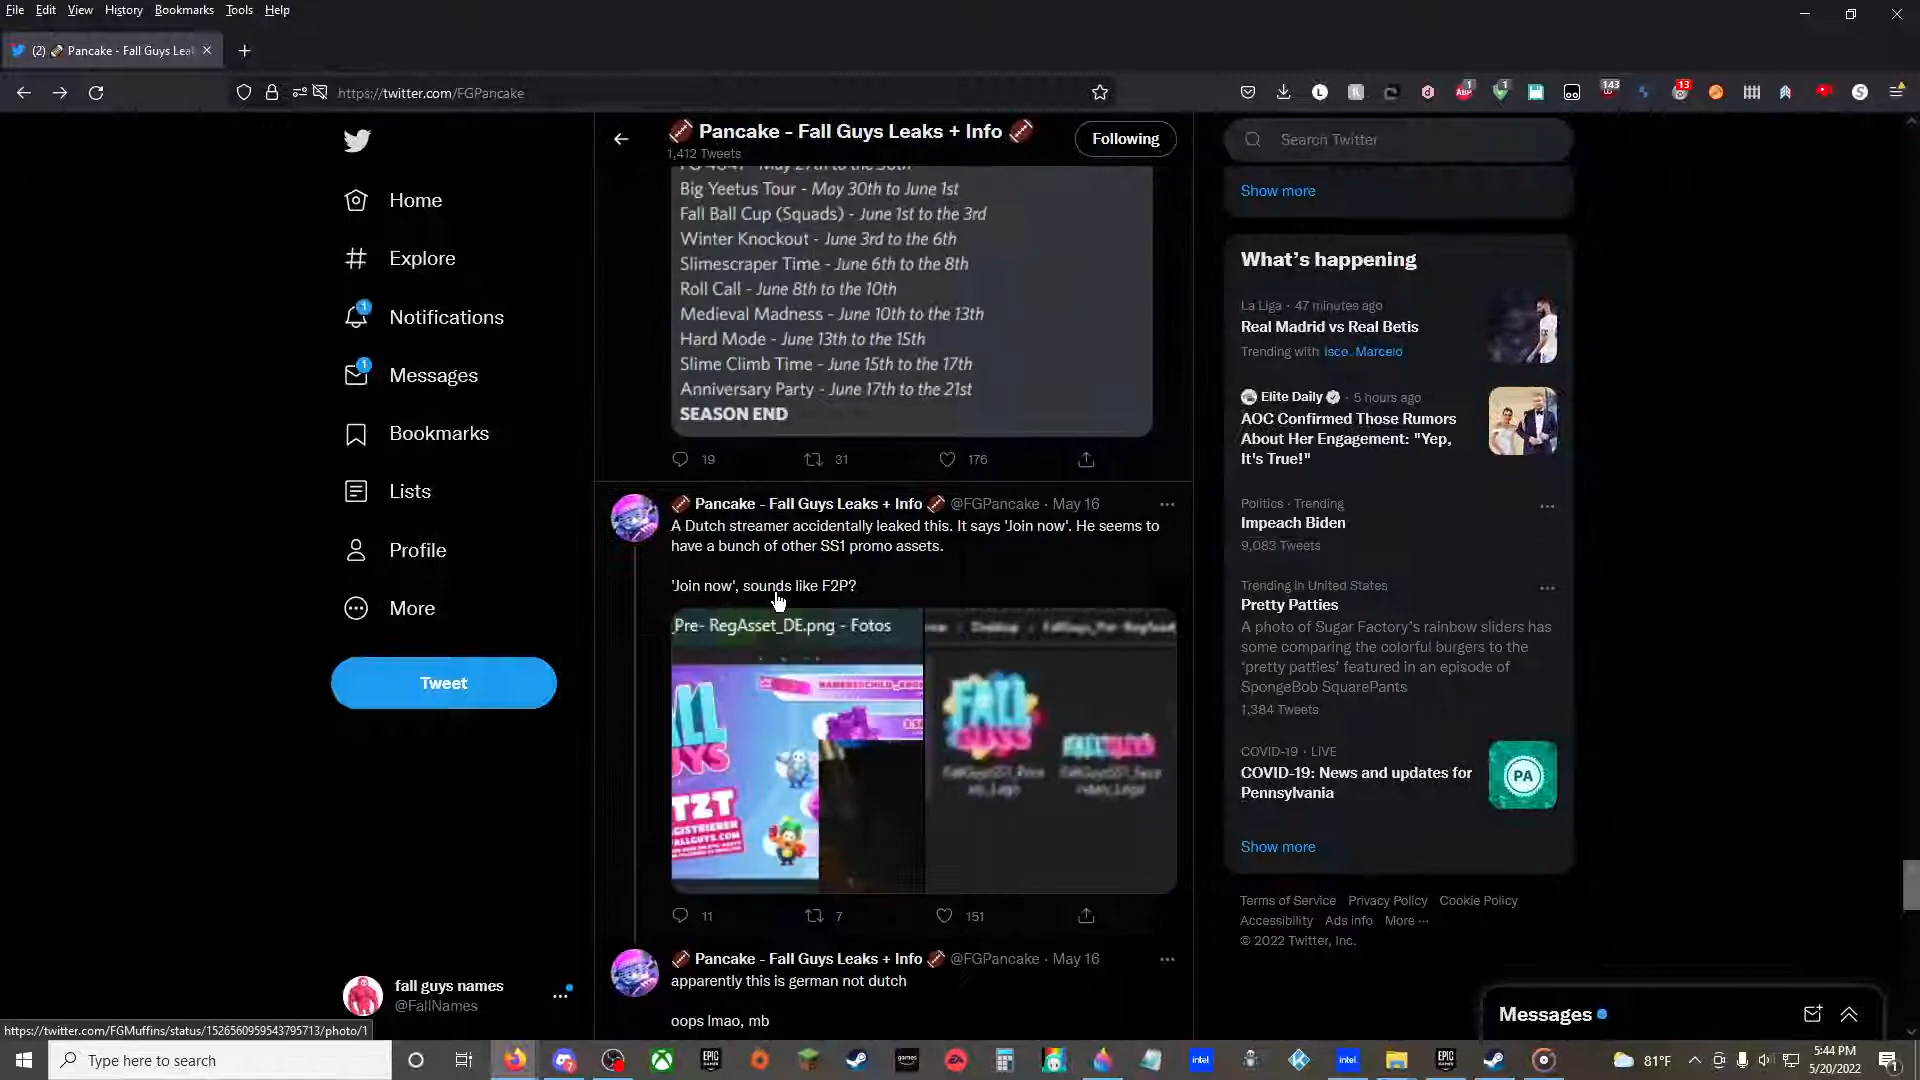 File Edit View History Bookmarks Tools Help
(2) Pancake - Fall Guys Lea
https://twitter.com/FGPancake
143
13
Home
Explore
Notifications
Messages
Bookmarks
Lists
Profile
More
Tweet
fall guys names
@FallNames
https://twitter.com/FGMuffins/status/1526560959543795713/photo/1
Pancake - Fall Guys Leaks + Info
1,412 Tweets
Following
Big Yeetus Tour - May 30th to June 1st
Fall Ball Cup (Squads) - June 1st to the 3rd
Winter Knockout - June 3rd to the 6th
Slimescraper Time - June 6th to the 8th
Roll Call - June 8th to the 10th
Medieval Madness - June 10th to the 13th
Hard Mode - June 13th to the 15th
Slime Climb Time - June 15th to the 17th
Anniversary Party - June 17th to the 21st
SEASON END
19 31 176
Pancake - Fall Guys Leaks + Info @FGPancake · May 16
A Dutch streamer accidentally leaked this. It says 'Join now'. He seems to
have a bunch of other SS1 promo assets.
'Join now', sounds like F2P?
_Pre- RegAsset_DE.png - Fotos
FALL
GUYS
11 7 151
Pancake - Fall Guys Leaks + Info @FGPancake · May 16
apparently this is german not dutch
oops lmao, mb
Search Twitter
Show more
What's happening
La Liga · 47 minutes ago
Real Madrid vs Real Betis
Trending with Isco, Marcelo
Elite Daily · 5 hours ago
AOC Confirmed Those Rumors
About Her Engagement: "Yep,
It's True!"
Politics · Trending
Impeach Biden
9,083 Tweets
Trending in United States
Pretty Patties
A photo of Sugar Factory's rainbow sliders has
some comparing the colorful burgers to the
'pretty patties' featured in an episode of
SpongeBob SquarePants
1,384 Tweets
COVID-19 · LIVE
COVID-19: News and updates for
Pennsylvania
PA
Show more
Terms of Service Privacy Policy Cookie Policy
Accessibility Ads info More ···
© 2022 Twitter, Inc.
Messages
Type here to search
81°F
5:44 PM
5/20/2022